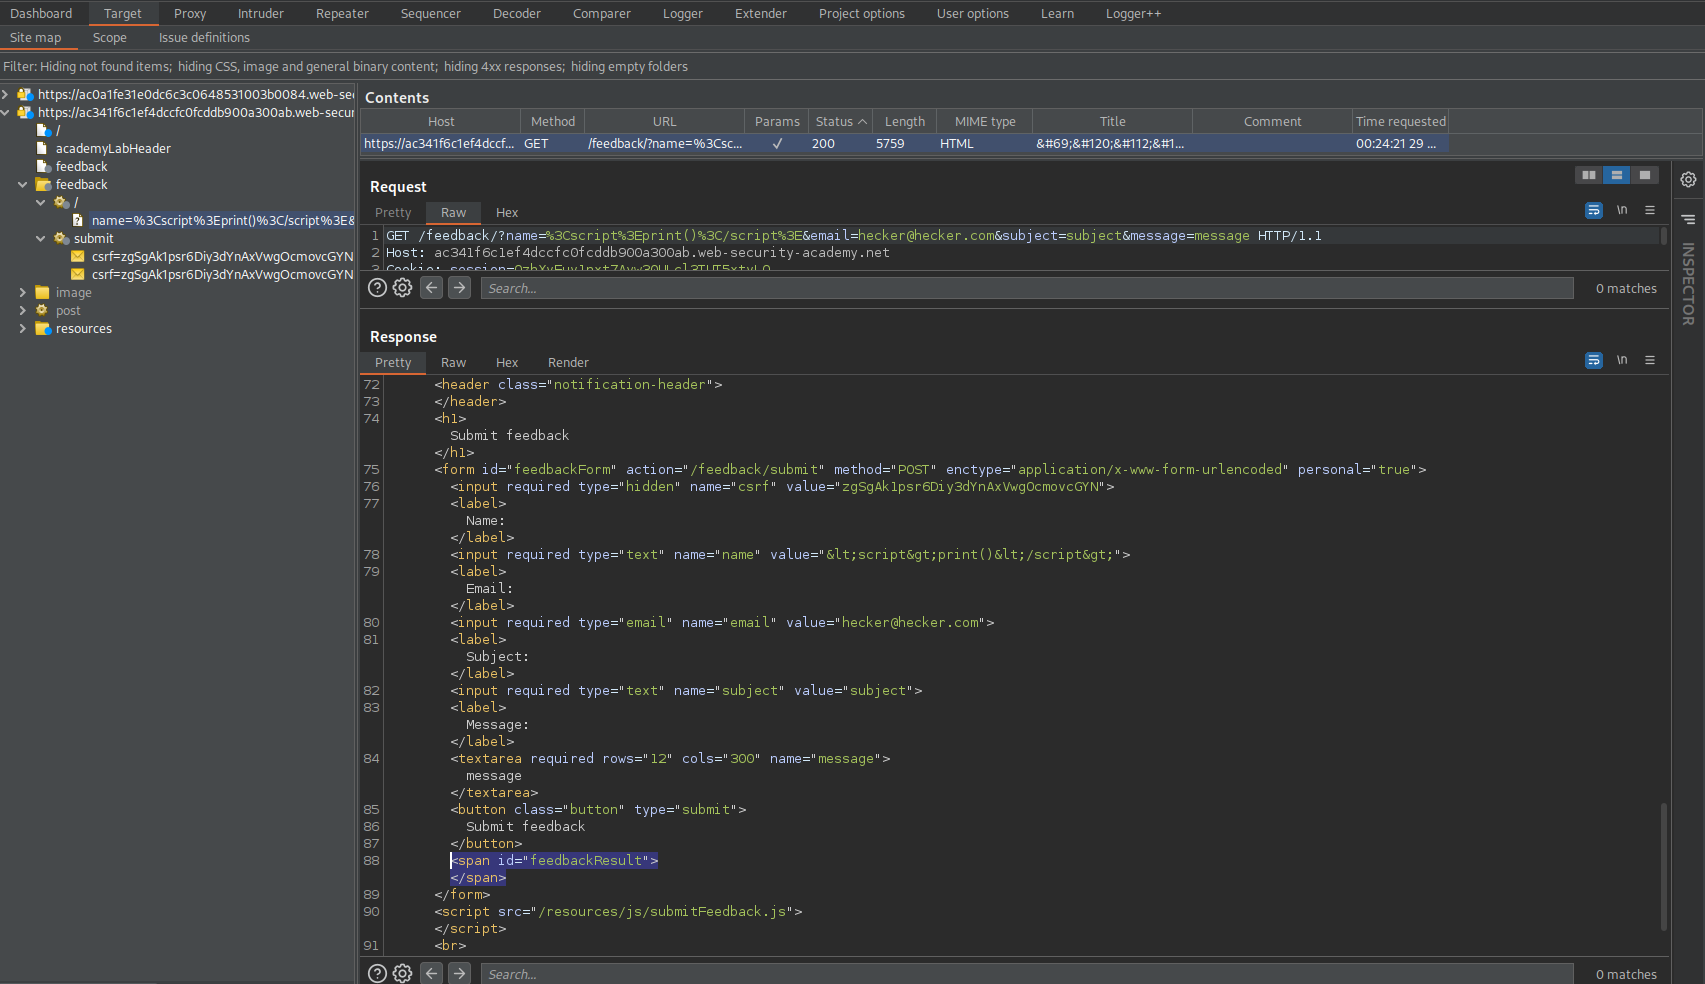 Dashboard Target Proxy Intruder Repeater Sequencer Decoder Comparer Logger Extender Project options User options Learn Logger++
Site map Scope Issue definitions
Filter: Hiding not found items; hiding CSS, image and general binary content; hiding 4xx responses; hiding empty folders
https://ac0a1fe31e0dc6c3c0648531003b0084.web-sec
https://ac341f6c1ef4dccfc0fcddb900a300ab.web-secur
/
academyLabHeader
feedback
feedback
/
name=%3Cscript%3Eprint()%3C/script%3E&
submit
csrf=zgSgAk1psr6Diy3dYnAxVwgOcmovcGYN
csrf=zgSgAk1psr6Diy3dYnAxVwgOcmovcGYN
image
post
resources
Contents
Host Method URL Params Status Length MIME type Title Comment Time requested
https://ac341f6c1ef4dccf... GET /feedback/?name=%3Csc... ✓ 200 5759 HTML &#69;&#120;&#112;&#1... 00:24:21 29 ...
Request
Pretty Raw Hex
\n
1 GET /feedback/?name=%3Cscript%3Eprint()%3C/script%3E&email=hecker@hecker.com&subject=subject&message=message HTTP/1.1
2 Host: ac341f6c1ef4dccfc0fcddb900a300ab.web-security-academy.net
3 Cookie:
Search...
0 matches
Response
Pretty Raw Hex Render
\n
72 <header class="notification-header">
73 </header>
74 <h1>
Submit feedback
</h1>
75 <form id="feedbackForm" action="/feedback/submit" method="POST" enctype="application/x-www-form-urlencoded" personal="true">
76 <input required type="hidden" name="csrf" value="zgSgAk1psr6Diy3dYnAxVwgOcmovcGYN">
77 <label>
Name:
</label>
78 <input required type="text" name="name" value="&lt;script&gt;print()&lt;/script&gt;">
79 <label>
Email:
</label>
80 <input required type="email" name="email" value="hecker@hecker.com">
81 <label>
Subject:
</label>
82 <input required type="text" name="subject" value="subject">
83 <label>
Message:
</label>
84 <textarea required rows="12" cols="300" name="message">
message
</textarea>
85 <button class="button" type="submit">
86 Submit feedback
87 </button>
88 <span id="feedbackResult">
</span>
89 </form>
90 <script src="/resources/js/submitFeedback.js">
</script>
91 <br>
Search...
0 matches
INSPECTOR